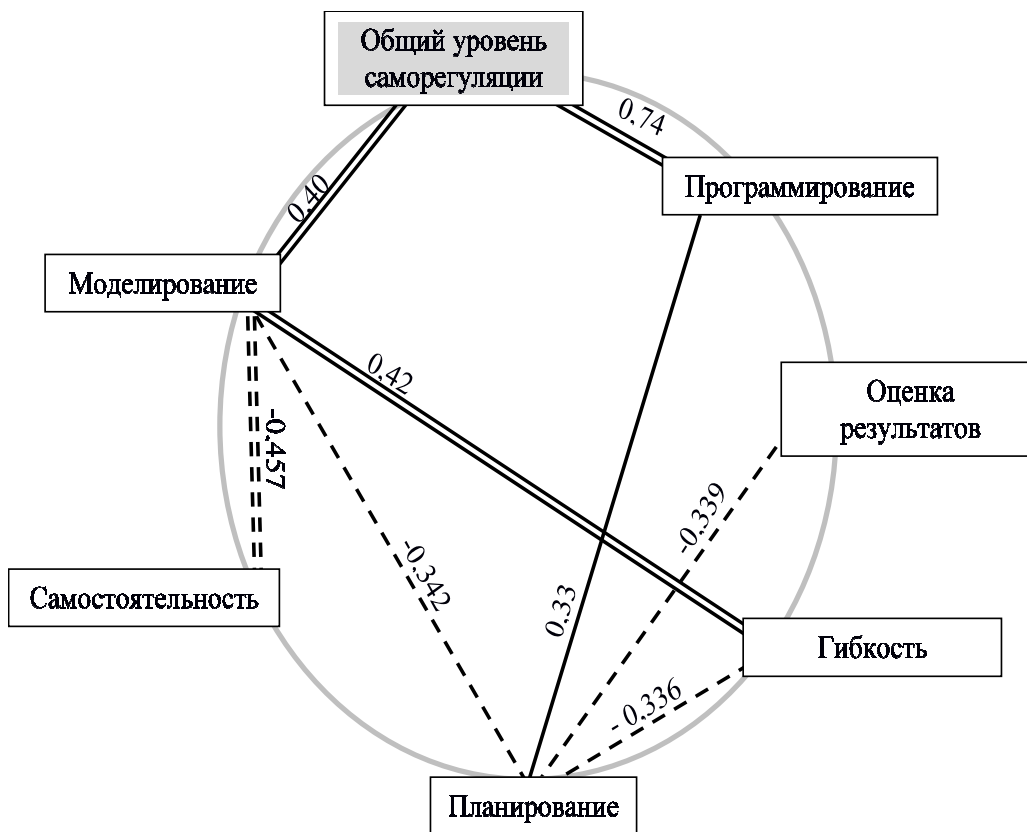 Общий уровень
саморегуляции
0,74
Программирование
0,40
Моделирование
0,42
Оценка
результатов
-0,457
-0,339
-0,342
Самостоятельность
0,33
Гибкость
- 0,336
Планирование